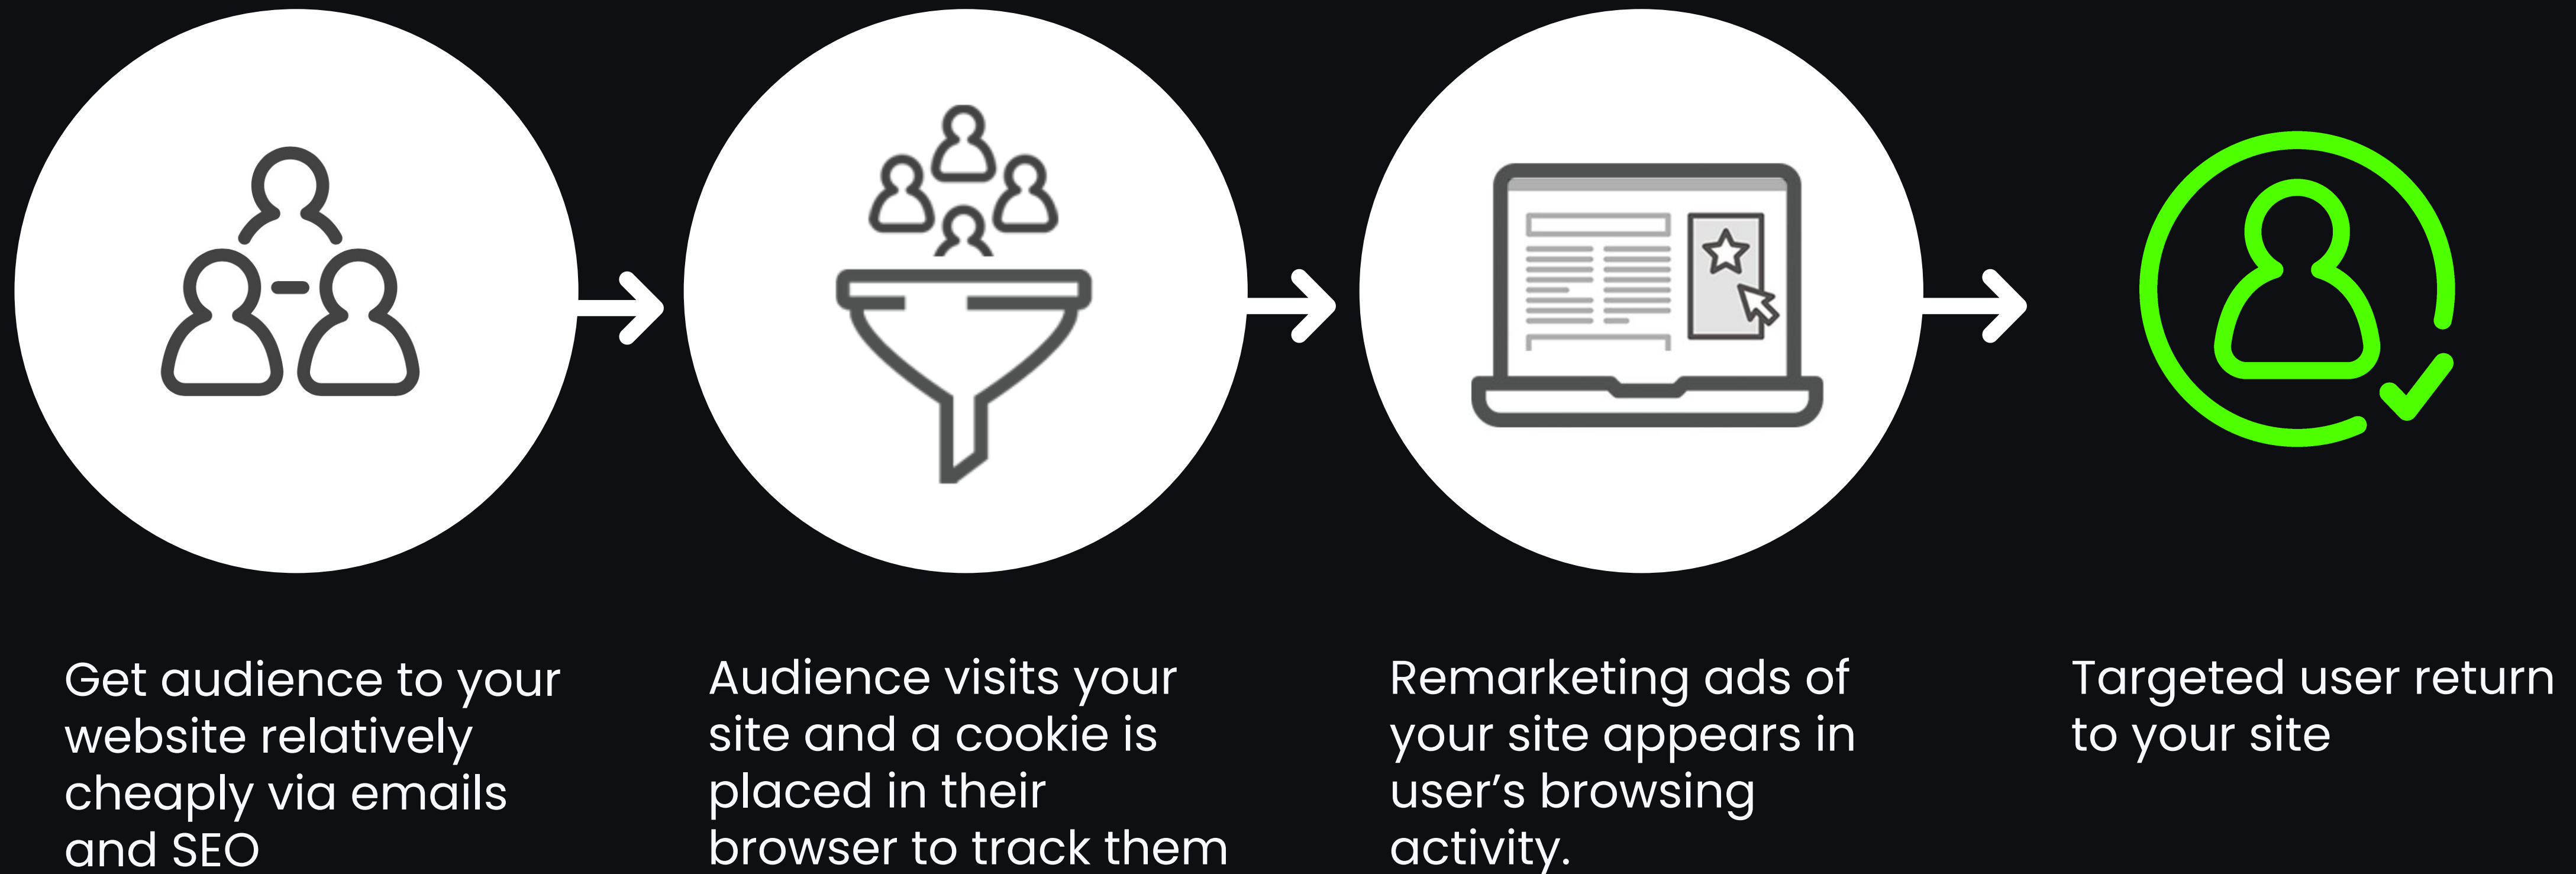 Get audience to your
website relatively
cheaply via emails
and SEO
Audience visits your
site and a cookie is
placed in their
browser to track them
Remarketing ads of
your site appears in
user’s browsing
activity.
Targeted user return
to your site